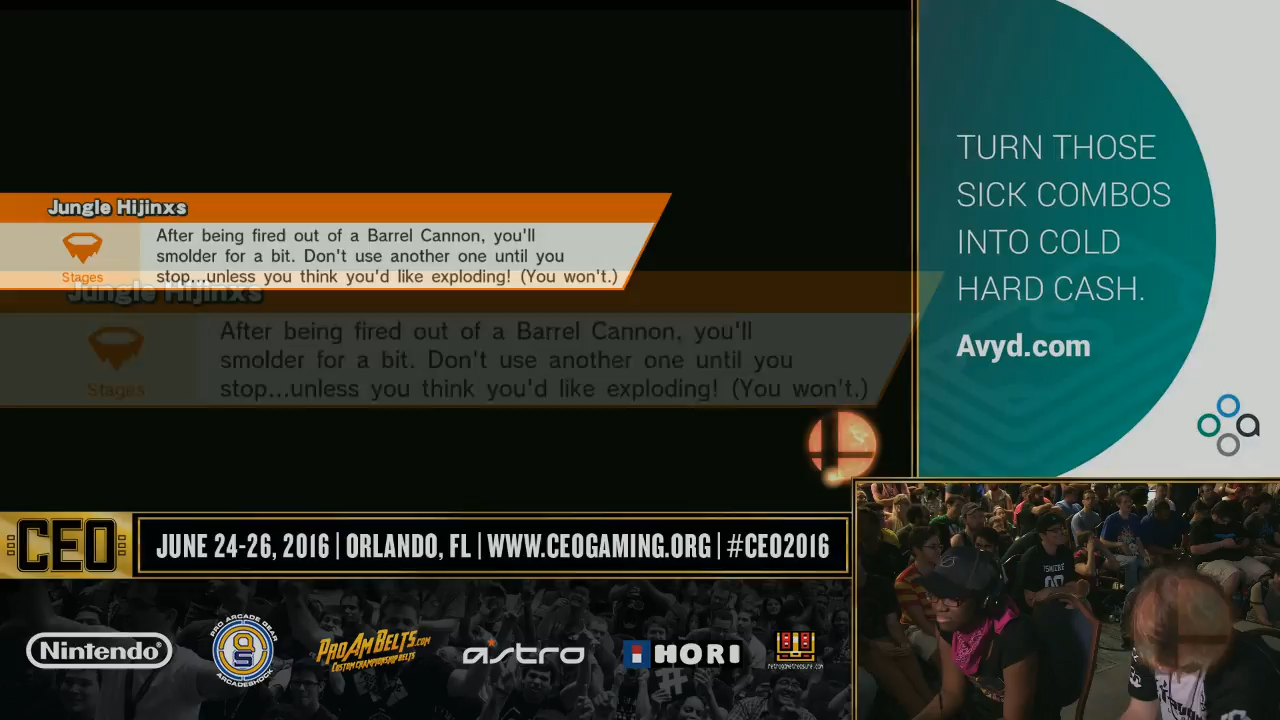 Jungle Hijinxs
After being fired out of a Barrel Cannon, you'll
smolder for a bit. Don't use another one until you
stop...unless you think you'd like exploding! (You won't.)
Stages
Jungle Hijinxs
After being fired out of a Barrel Cannon, you'll
smolder for a bit. Don't use another one until you
stop...unless you think you'd like exploding! (You won't.)
Stages
TURN THOSE
SICK COMBOS
INTO COLD
HARD CASH.
Avyd.com
CEO
JUNE 24-26, 2016 | ORLANDO, FL | WWW.CEOGAMING.ORG | #CEO2016
Nintendo
PRO ARCADE GEAR
ARCADESHOCK
PROAMBELTS.COM
CUSTOM CHAMPIONSHIP BELTS
astro
HORI